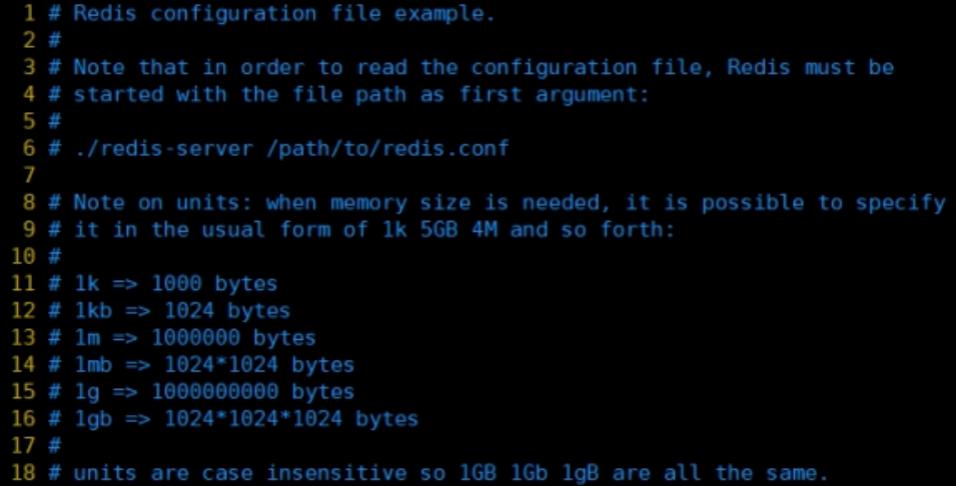 1 # Redis configuration file example.
2 #
3 # Note that in order to read the configuration file, Redis must be
4 # started with the file path as first argument:
5 #
6 # ./redis-server /path/to/redis.conf
7
8 # Note on units: when memory size is needed, it is possible to specify
9 # it in the usual form of 1k 5GB 4M and so forth:
10 #
11 # 1k => 1000 bytes
12 # 1kb => 1024 bytes
13 # 1m => 1000000 bytes
14 # 1mb => 1024*1024 bytes
15 # 1g => 1000000000 bytes
16 # 1gb => 1024*1024*1024 bytes
17 #
18 # units are case insensitive so 1GB 1Gb 1gB are all the same.